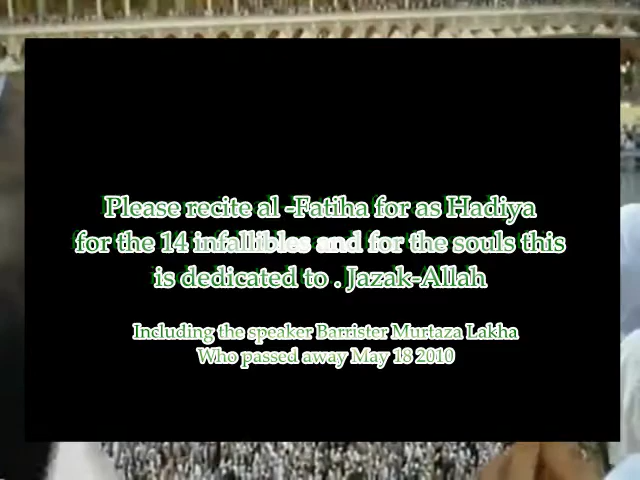 Please recite al -Fatiha for as Hadiya
for the 14 infallibles and for the souls this
is dedicated to . Jazak-Allah
Including the speaker Barrister Murtaza Lakha
Who passed away May 18 2010